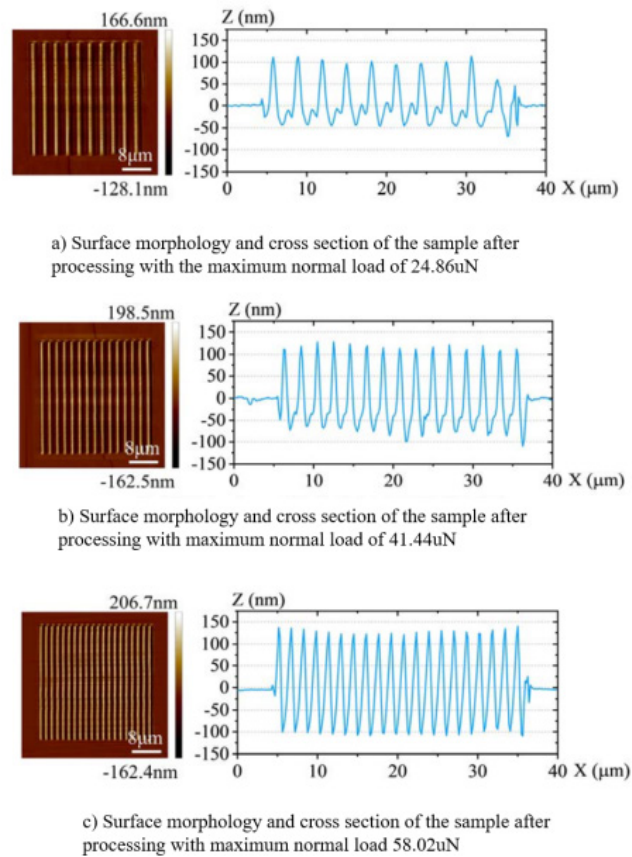 166.6nm
8μm
-128.1nm
Z (nm)
150
100
50
0
-50
-100
-150
0 10 20 30 40 X (μm)
a) Surface morphology and cross section of the sample after
processing with the maximum normal load of 24.86uN
198.5nm
8μm
-162.5nm
Z (nm)
150
100
50
0
-50
-100
-150
0 10 20 30 40 X (μm)
b) Surface morphology and cross section of the sample after
processing with maximum normal load of 41.44uN
206.7nm
8μm
-162.4nm
Z (nm)
150
100
50
0
-50
-100
-150
0 10 20 30 40 X (μm)
c) Surface morphology and cross section of the sample after
processing with maximum normal load 58.02uN